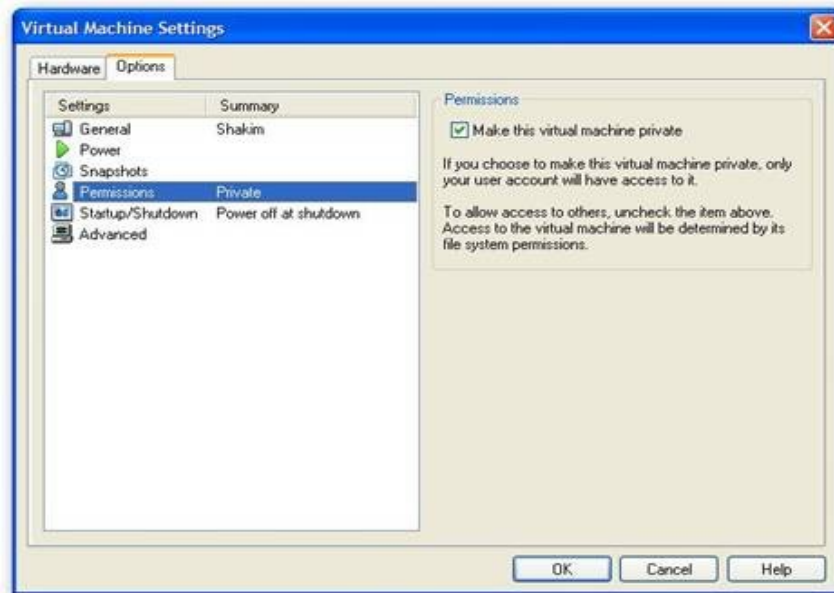 Virtual Machine Settings
Hardware Options
Settings Summary
General Shakim
Power
Snapshots
Permissions Private
Startup/Shutdown Power off at shutdown
Advanced
Permissions
Make this virtual machine private
If you choose to make this virtual machine private, only
your user account will have access to it.
To allow access to others, uncheck the item above.
Access to the virtual machine will be determined by its
file system permissions.
OK Cancel Help